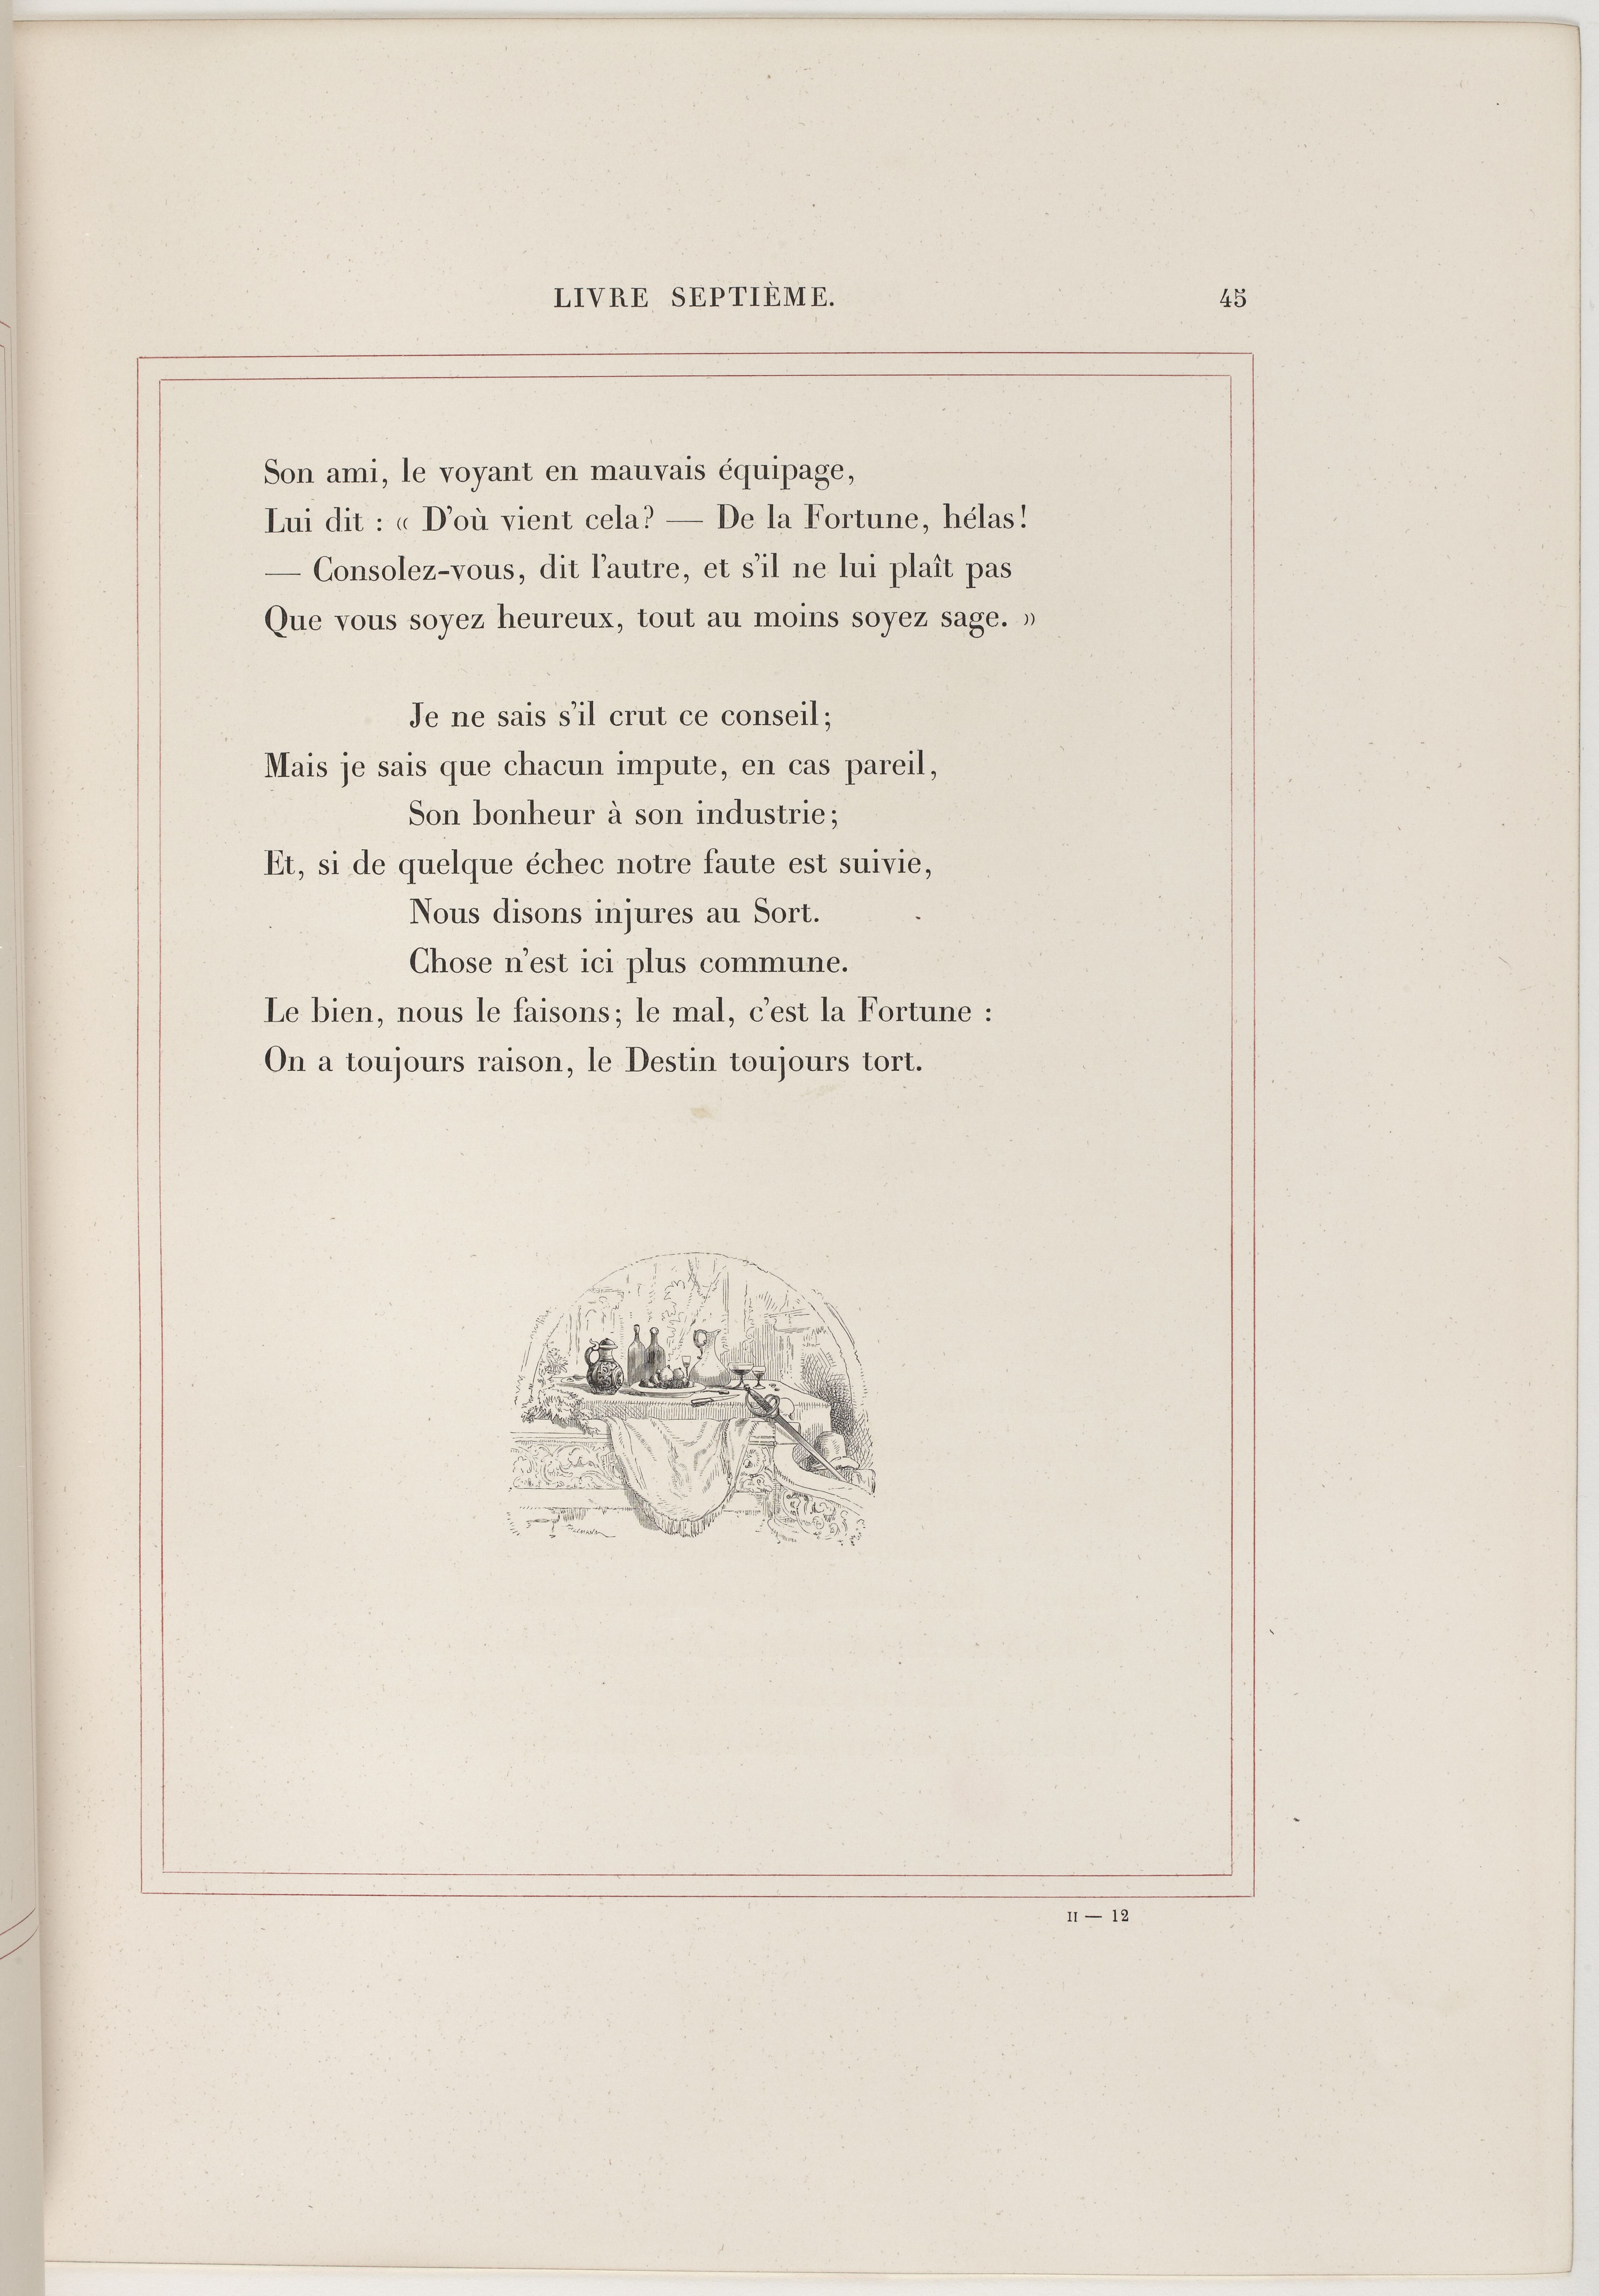 LIVRE SEPTIÈME. 45
Son ami, le voyant en mauvais équipage,
Lui dit : « D'où vient cela? — De la Fortune, hélas!
— Consolez-vous, dit l'autre, et s'il ne lui plaît pas
Que vous soyez heureux, tout au moins soyez sage. »
Je ne sais s'il crut ce conseil;
Mais je sais que chacun impute, en cas pareil,
Son bonheur à son industrie;
Et, si de quelque échec notre faute est suivie,
Nous disons injures au Sort.
Chose n'est ici plus commune.
Le bien, nous le faisons; le mal, c'est la Fortune :
On a toujours raison, le Destin toujours tort.
II — 12